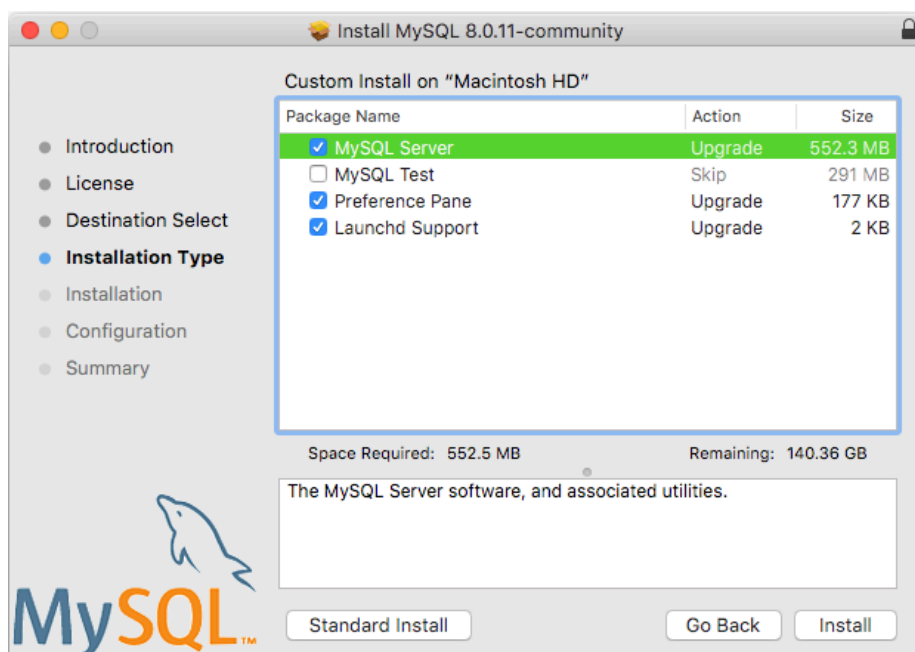 Install MySQL 8.0.11-community
Custom Install on “Macintosh HD”
Introduction
License
Destination Select
Installation Type
Installation
Configuration
Summary
Package Name Action Size
MySQL Server Upgrade 552.3 MB
MySQL Test Skip 291 MB
Preference Pane Upgrade 177 KB
Launchd Support Upgrade 2 KB
Space Required: 552.5 MB Remaining: 140.36 GB
The MySQL Server software, and associated utilities.
MySQL™
Standard Install Go Back Install